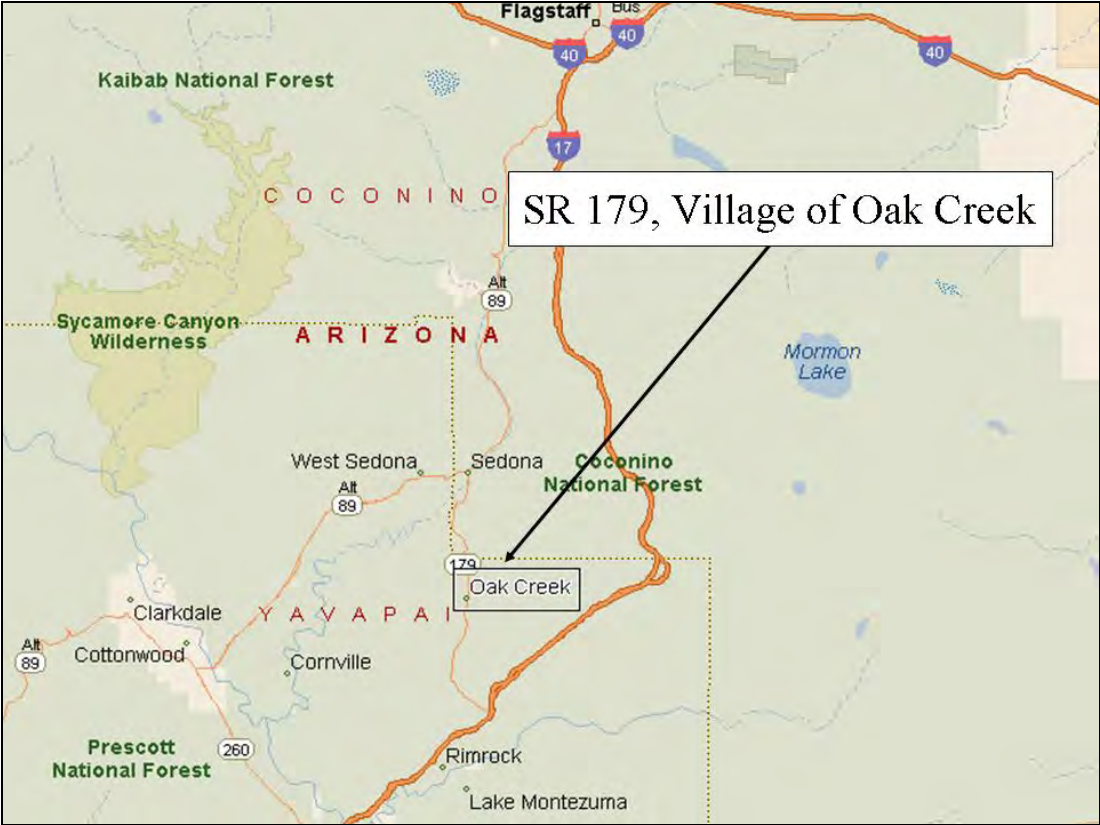 Flagstaff
Bus
40
40
40
Kaibab National Forest
17
COCONINO
SR 179, Village of Oak Creek
Alt
89
Sycamore Canyon
Wilderness
ARIZONA
Mormon
Lake
West Sedona
Sedona
Coconino
National Forest
Alt
89
179
Oak Creek
Clarkdale
YAVAPAI
Alt
89
Cottonwood
Cornville
Prescott
National Forest
260
Rimrock
Lake Montezuma